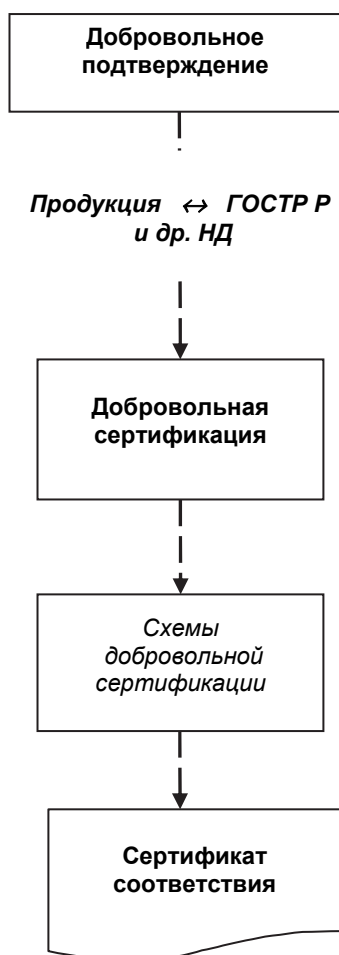 Добровольное
подтверждение
Продукция ↔ ГОСТР Р
и др. НД
Добровольная
сертификация
Схемы
добровольной
сертификации
Сертификат
соответствия